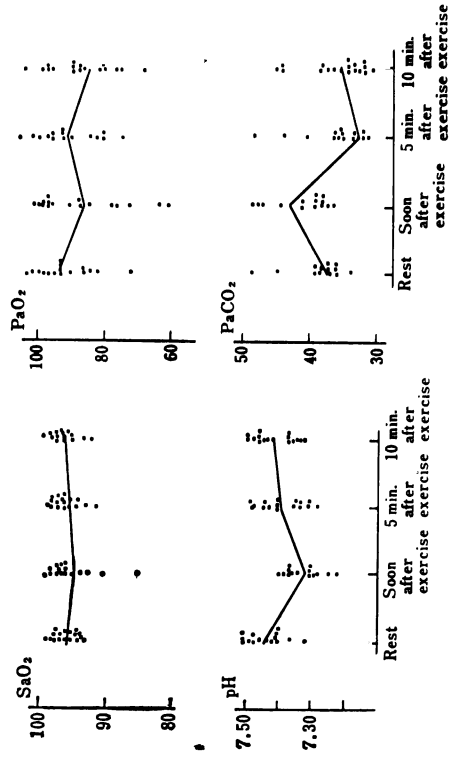 SaO₂
100
90
80
PaO₂
100
80
60
pH
7.50
7.30
Rest
Soon
after
exercise
5 min.
after
exercise
10 min.
after
exercise
PaCO₂
50
40
30
Rest
Soon
after
exercise
5 min.
after
exercise
10 min.
after
exercise